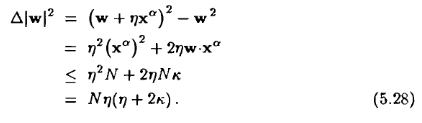 Δ|w|² = (w + ηx^α)² − w²
= η²(x^α)² + 2ηw·x^α
≤ η²N + 2ηNκ
= Nη(η + 2κ) . (5.28)